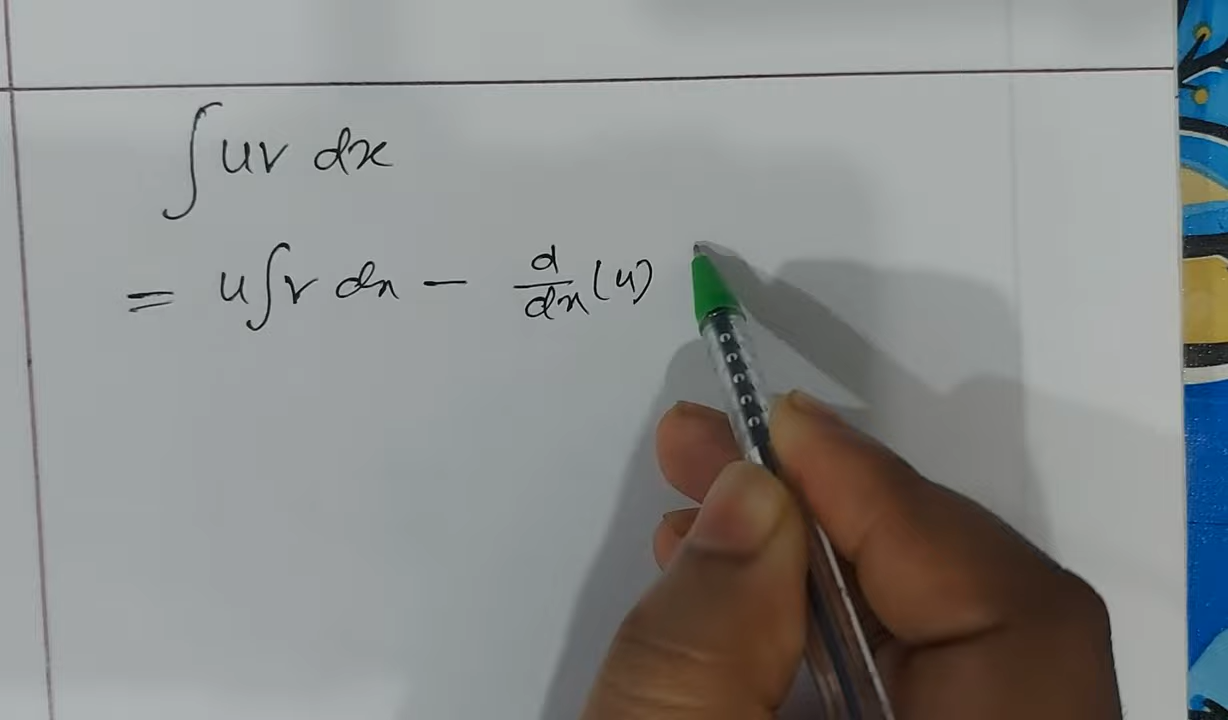 ∫uv dx
= u∫v dx − d/dx (u)